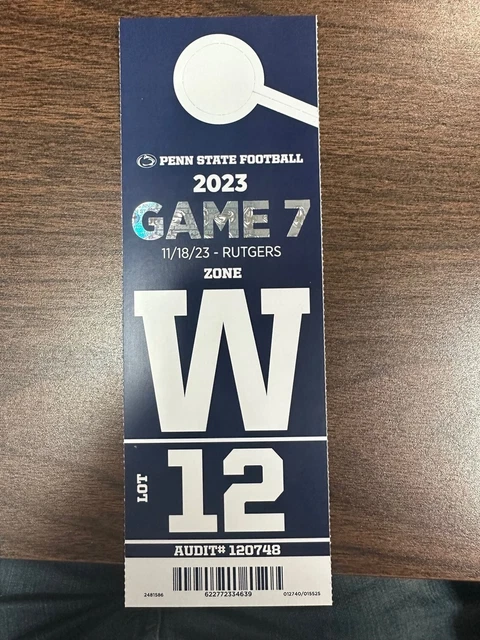 PENN STATE FOOTBALL
2023
GAME 7
11/18/23 - RUTGERS
ZONE
W
LOT
12
AUDIT# 120748
2481586
622772334639
012740/015525